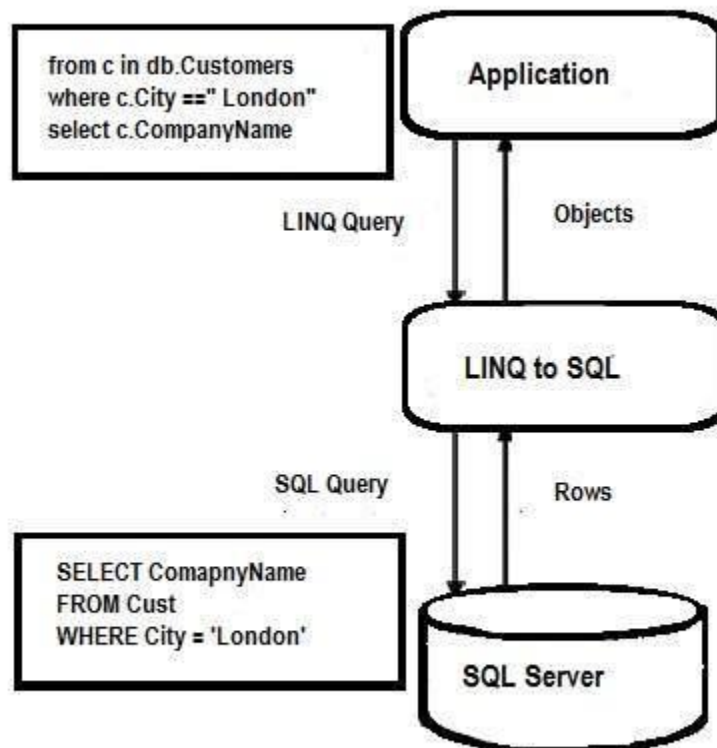 from c in db.Customers
where c.City ==" London"
select c.CompanyName
Application
LINQ Query
Objects
LINQ to SQL
SQL Query
Rows
SELECT ComapnyName
FROM Cust
WHERE City = 'London'
SQL Server